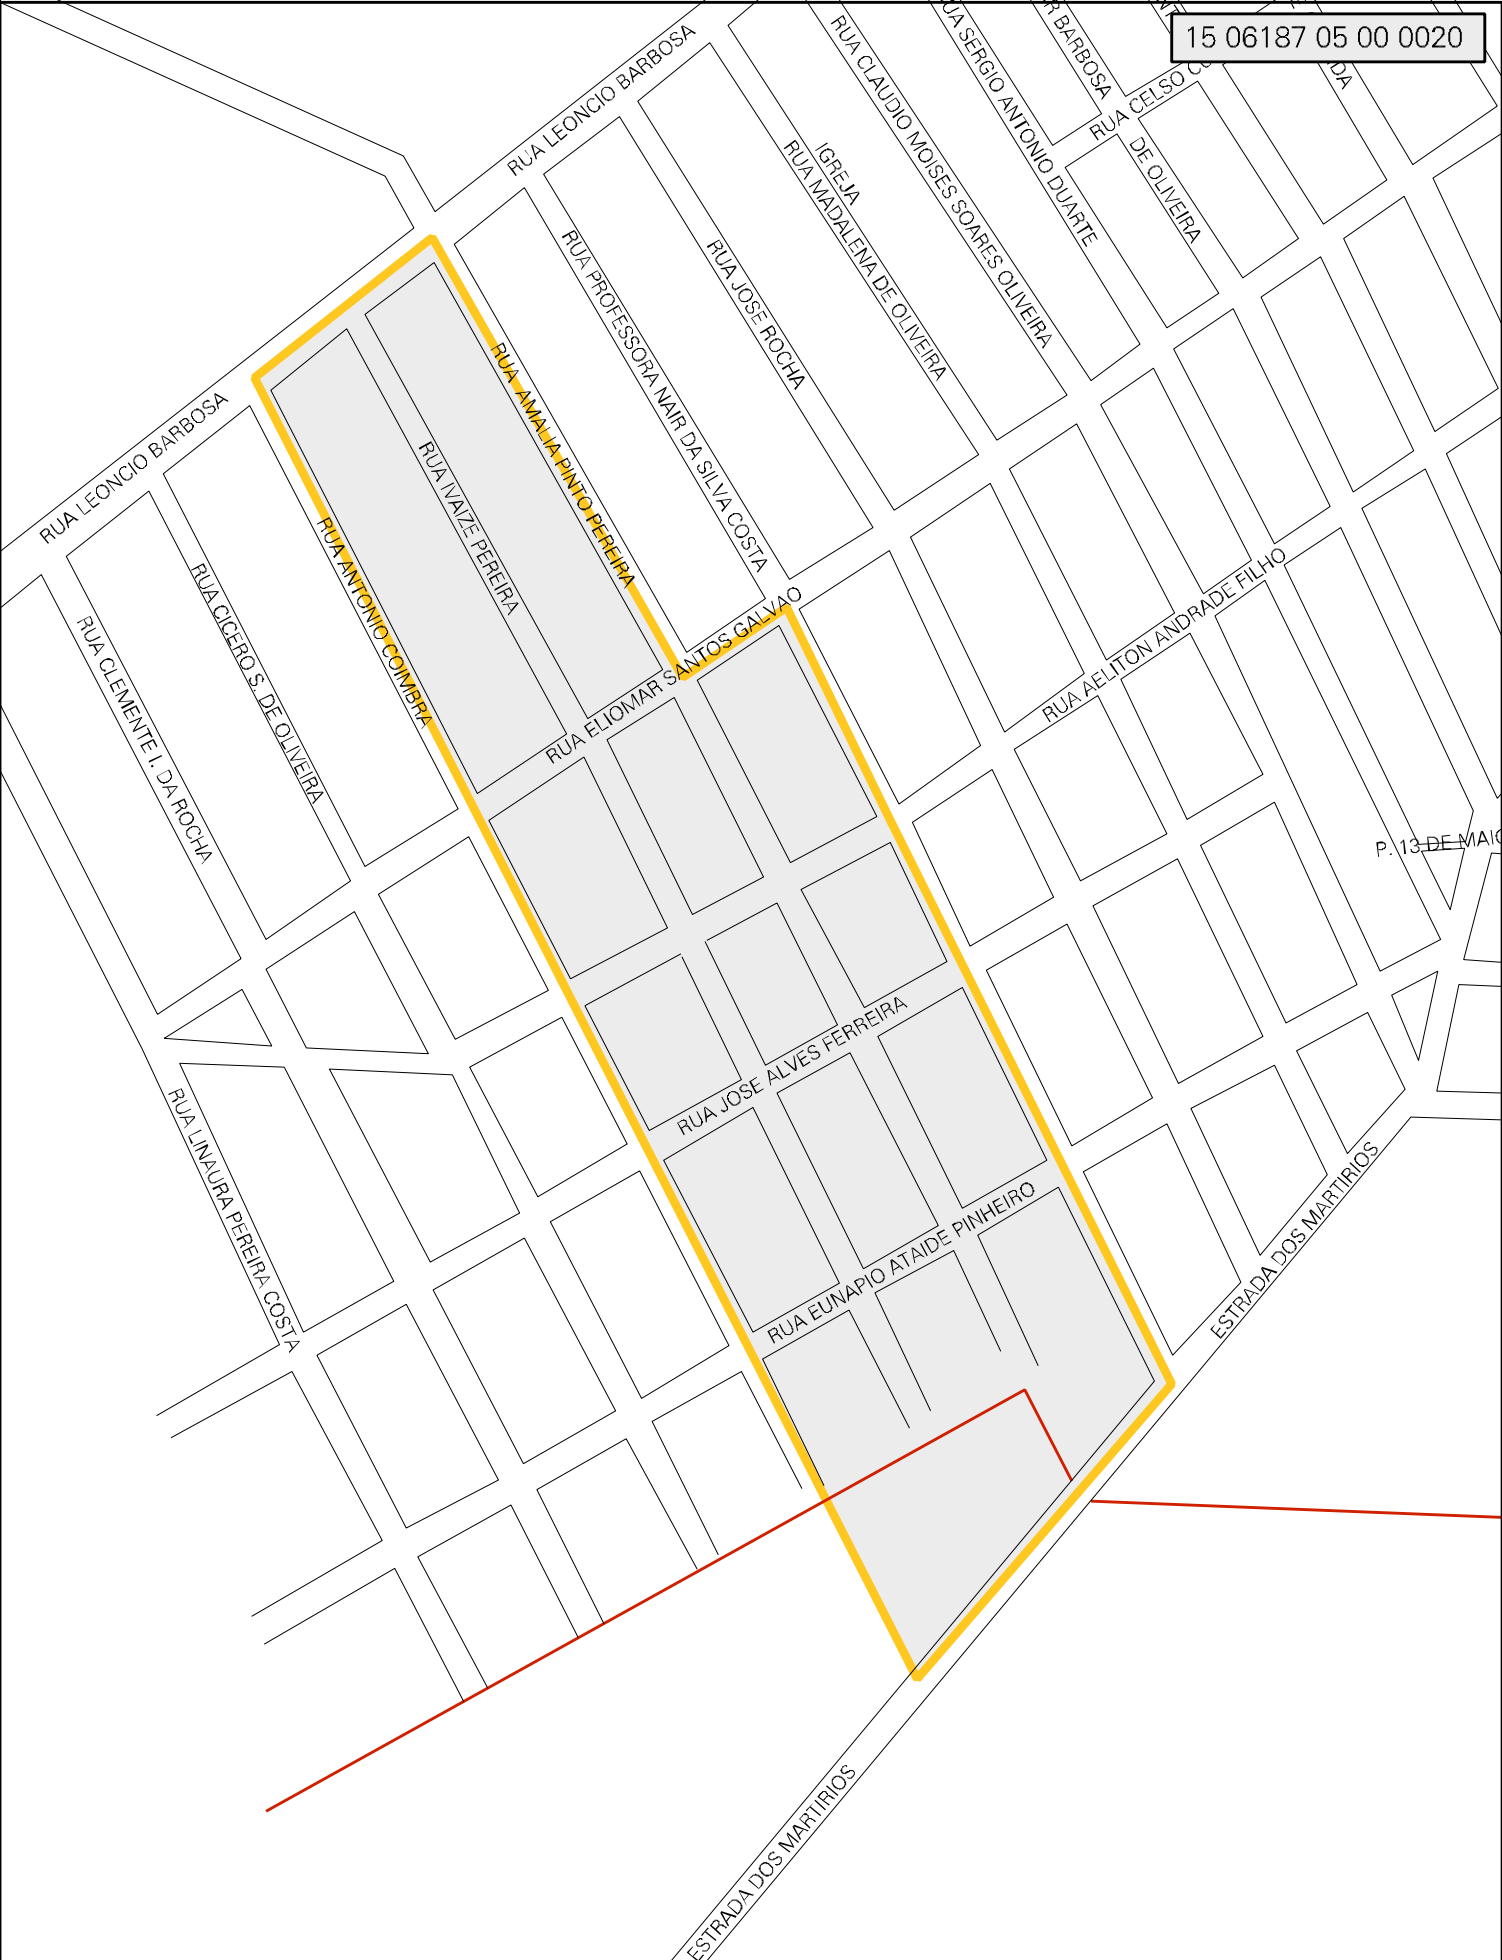 15 06187 05 00 0020
RUA LEONCIO BARBOSA
RUA CLAUDIO MOISES SOARES OLIVEIRA
RUA SERGIO ANTONIO DUARTE
BARBOSA
DE OLIVEIRA
RUA CELSO
IGREJA
RUA MADALENA DE OLIVEIRA
RUA JOSE ROCHA
RUA PROFESSORA NAIR DA SILVA COSTA
RUA AMALIA PINTO PEREIRA
RUA IVAIZE PEREIRA
RUA LEONCIO BARBOSA
RUA ANTONIO COIMBRA
RUA CICERO S. DE OLIVEIRA
RUA CLEMENTE I. DA ROCHA
RUA ELIOMAR SANTOS GALVAO
RUA AELITON ANDRADE FILHO
P. 13 DE MAIO
RUA JOSE ALVES FERREIRA
RUA LINAURA PEREIRA COSTA
RUA EUNAPIO ATAIDE PINHEIRO
ESTRADA DOS MARTIRIOS
ESTRADA DOS MARTIRIOS